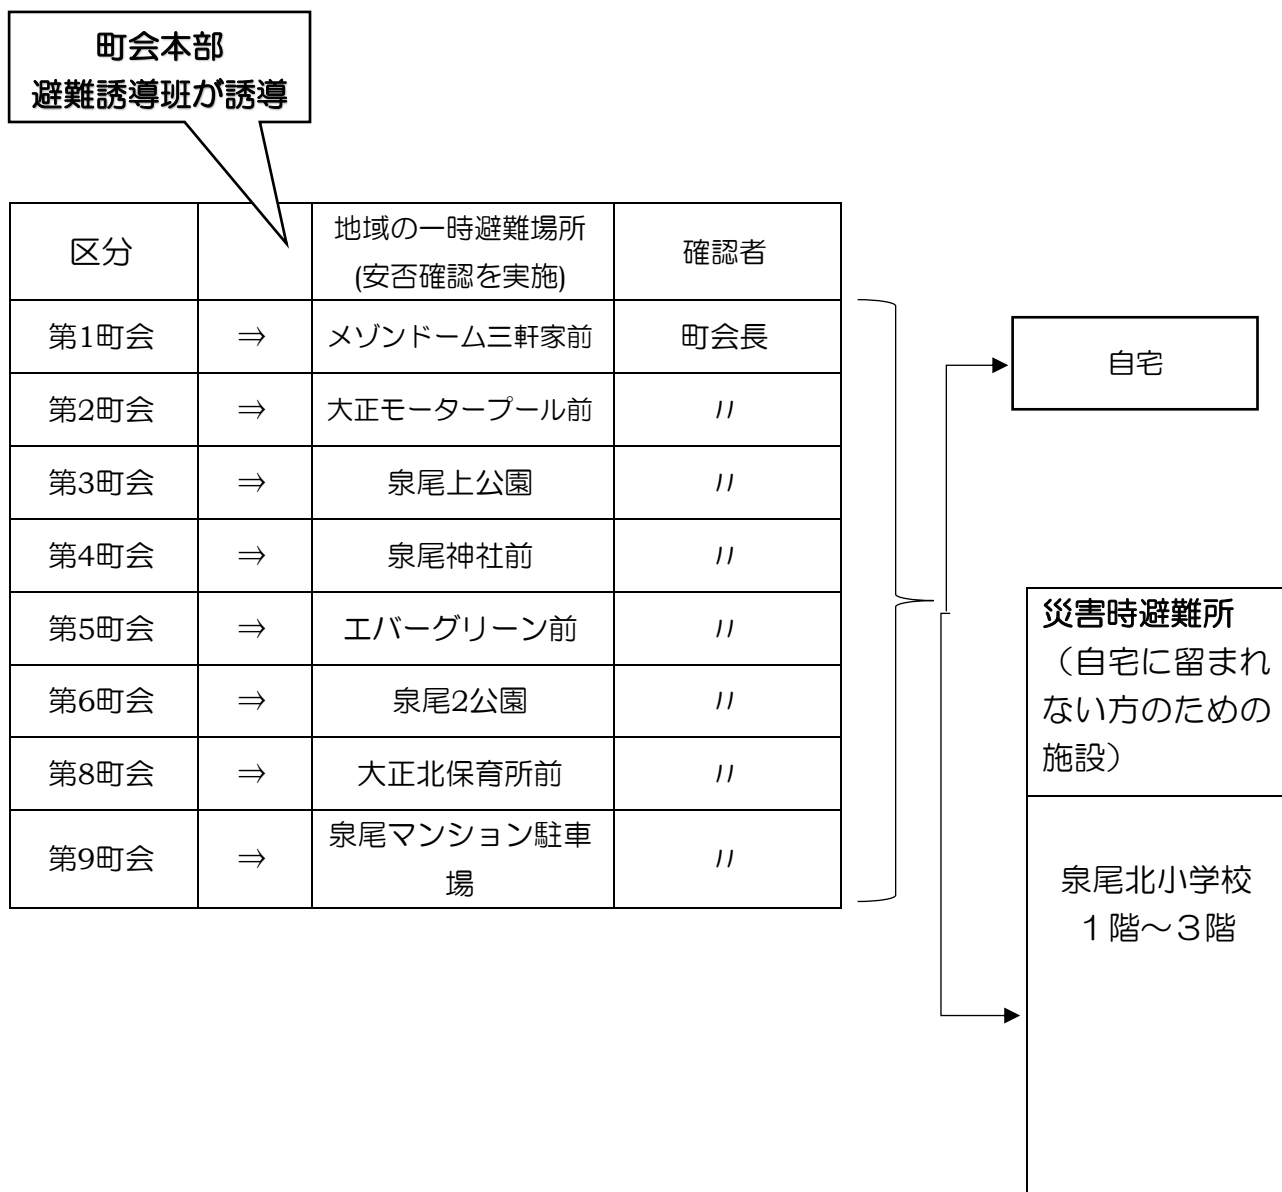 町会本部
避難誘導班が誘導
区分
地域の一時避難場所
(安否確認を実施)
確認者
第1町会 ⇒ メゾンドーム三軒家前 町会長
第2町会 ⇒ 大正モータープール前 〃
第3町会 ⇒ 泉尾上公園 〃
第4町会 ⇒ 泉尾神社前 〃
第5町会 ⇒ エバーグリーン前 〃
第6町会 ⇒ 泉尾2公園 〃
第8町会 ⇒ 大正北保育所前 〃
第9町会 ⇒ 泉尾マンション駐車
場 〃
自宅
災害時避難所
（自宅に留まれ
ない方のための
施設）
泉尾北小学校
１階～３階